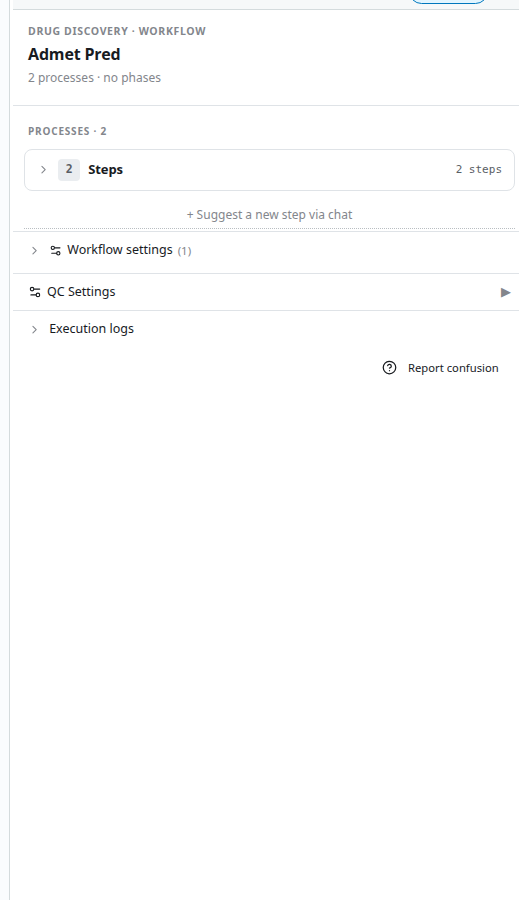 DRUG DISCOVERY · WORKFLOW
Admet Pred
2 processes · no phases
PROCESSES · 2
2 Steps 2 steps
+ Suggest a new step via chat
Workflow settings (1)
QC Settings
Execution logs
Report confusion